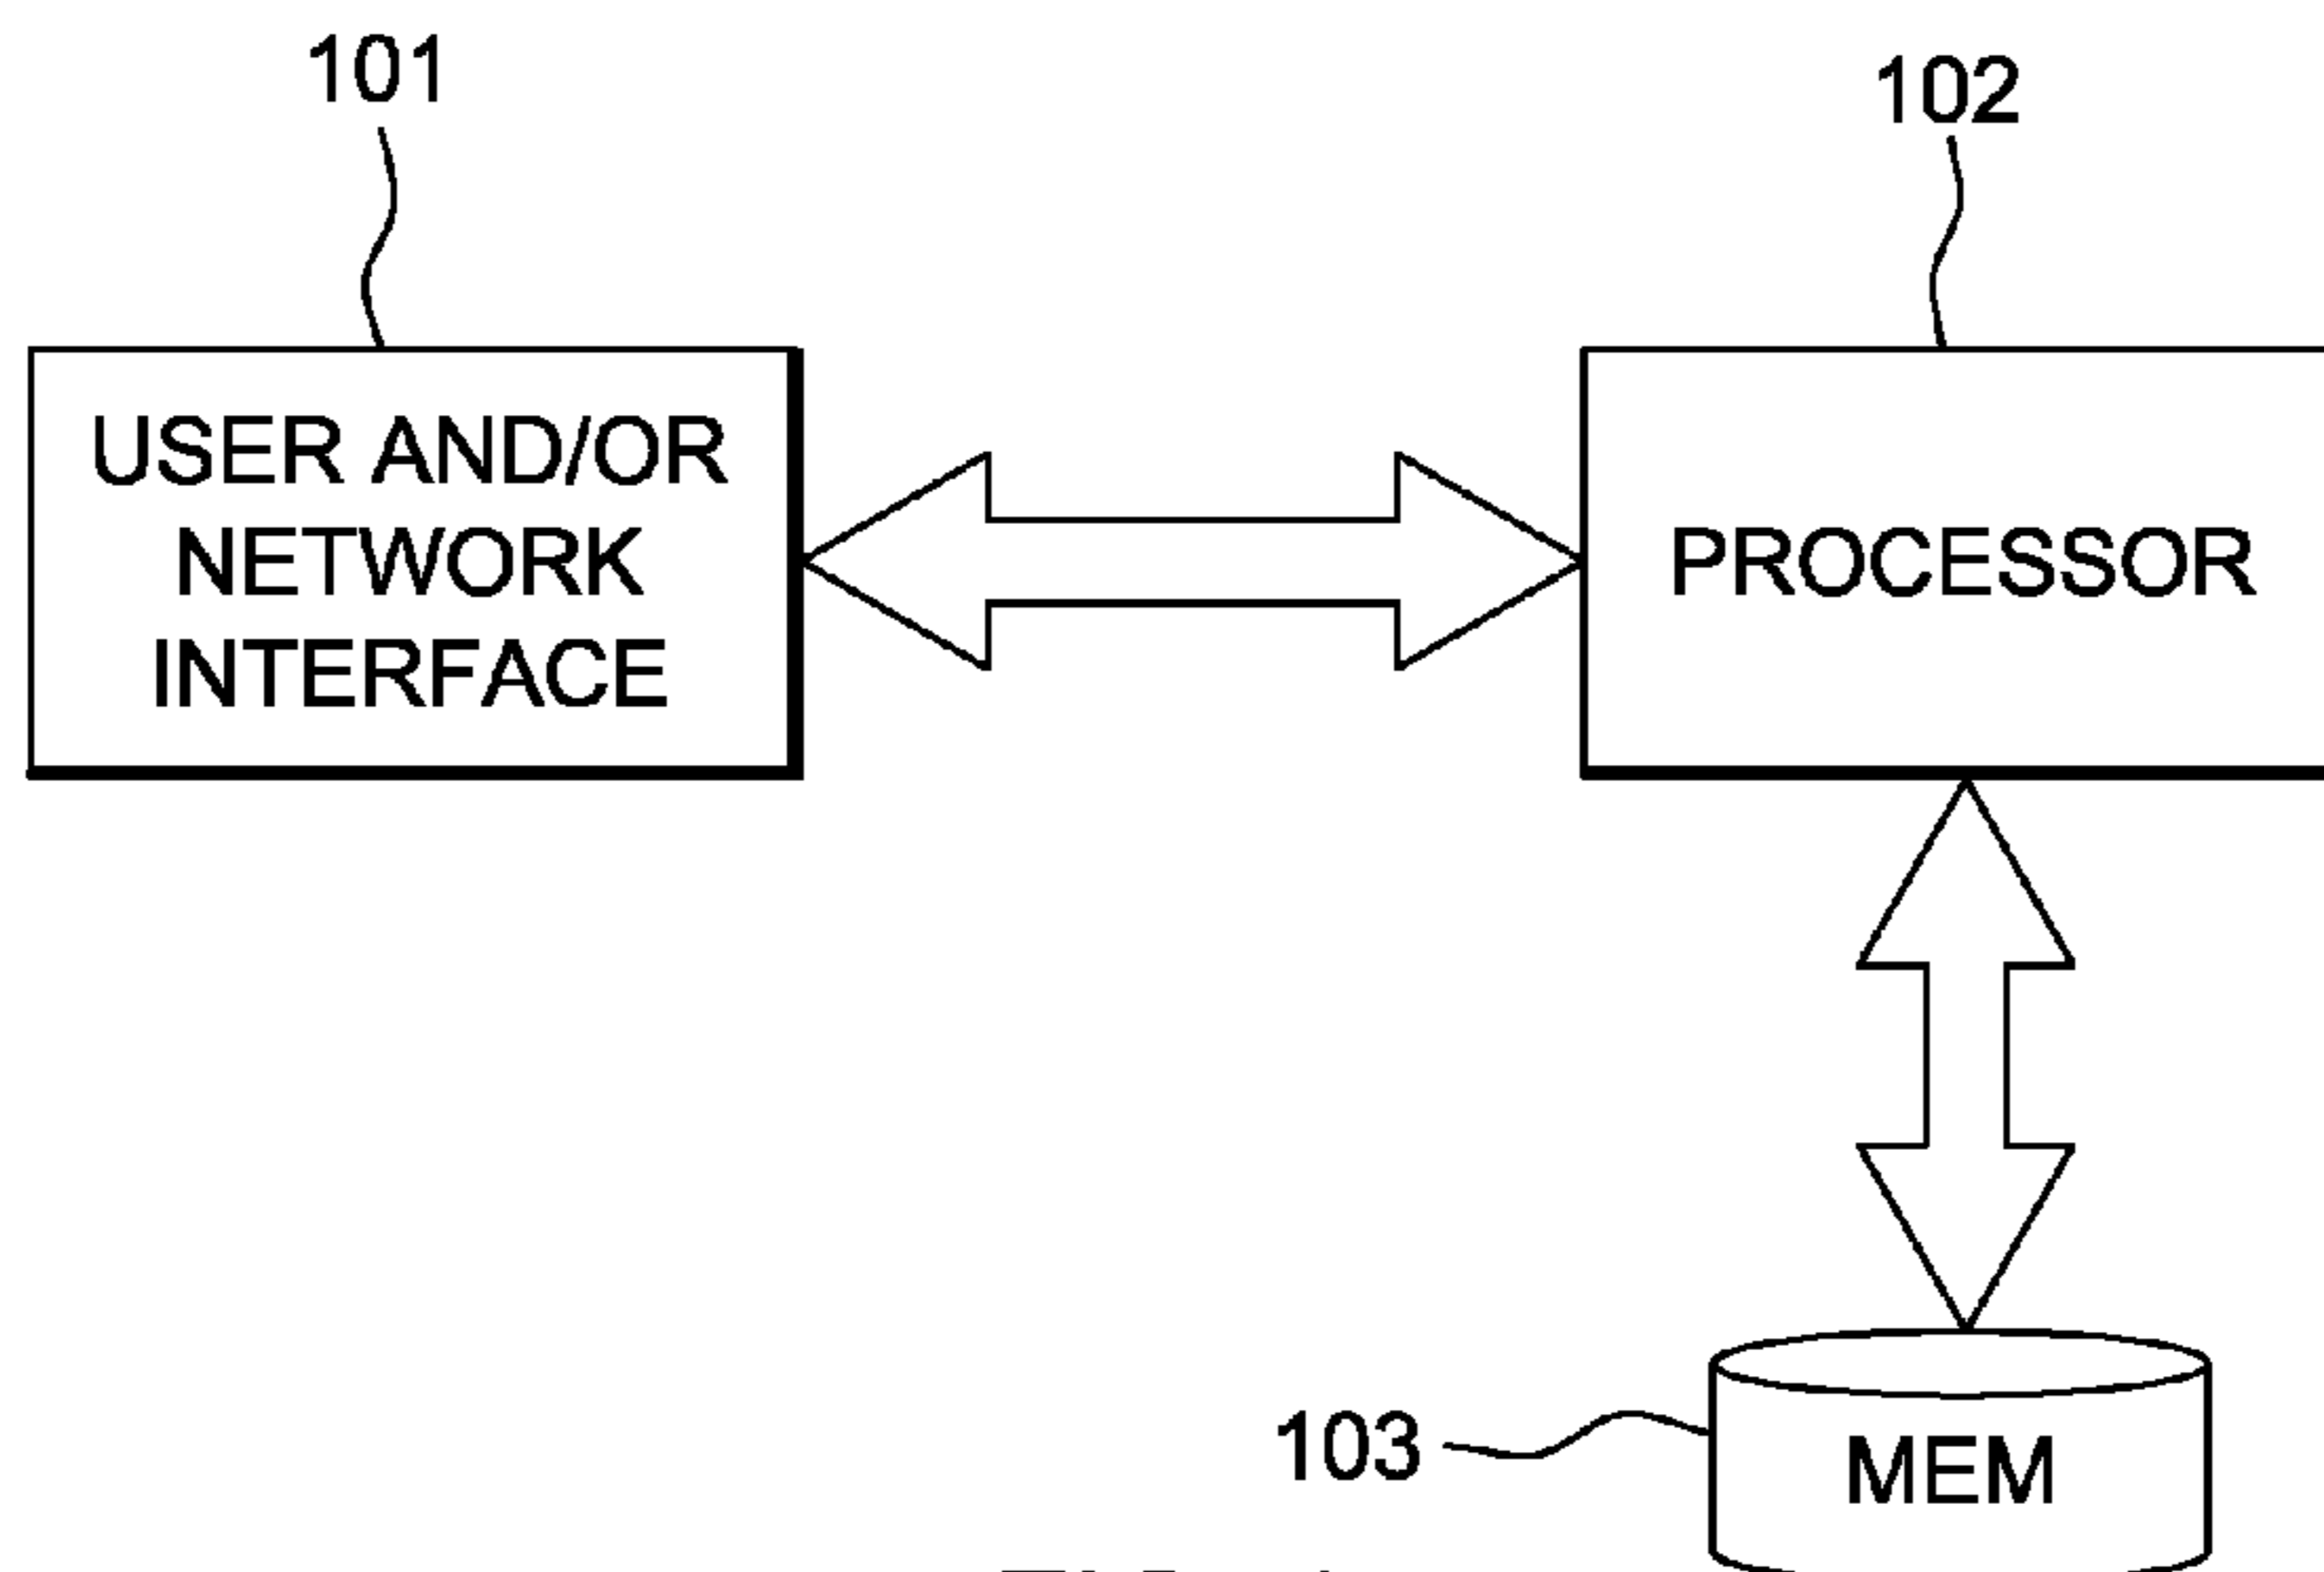 101
102
USER AND/OR
NETWORK
INTERFACE
PROCESSOR
103
MEM